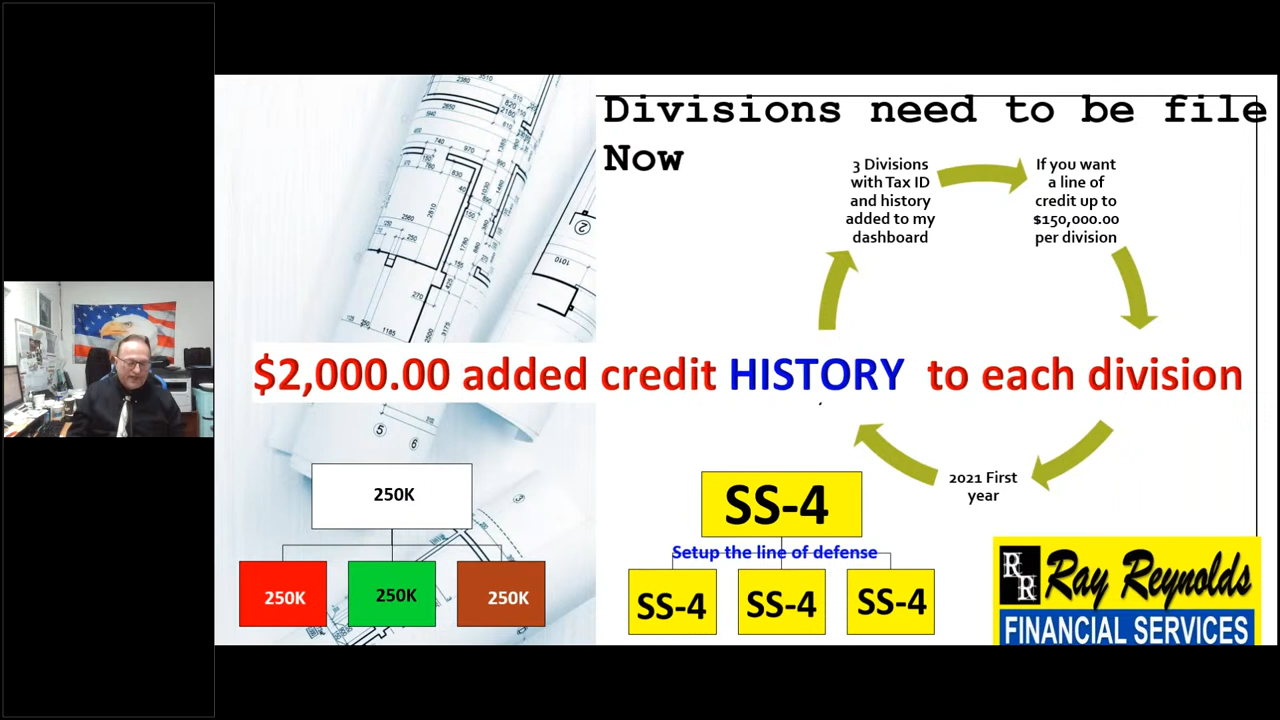 Divisions need to be file
Now
3 Divisions
with Tax ID
and history
added to my
dashboard
If you want
a line of
credit up to
$150,000.00
per division
$2,000.00 added credit HISTORY to each division
2021 First
year
250K
250K
250K
250K
SS-4
Setup the line of defense
SS-4
SS-4
SS-4
RLR
Ray Reynolds
FINANCIAL SERVICES
5
6